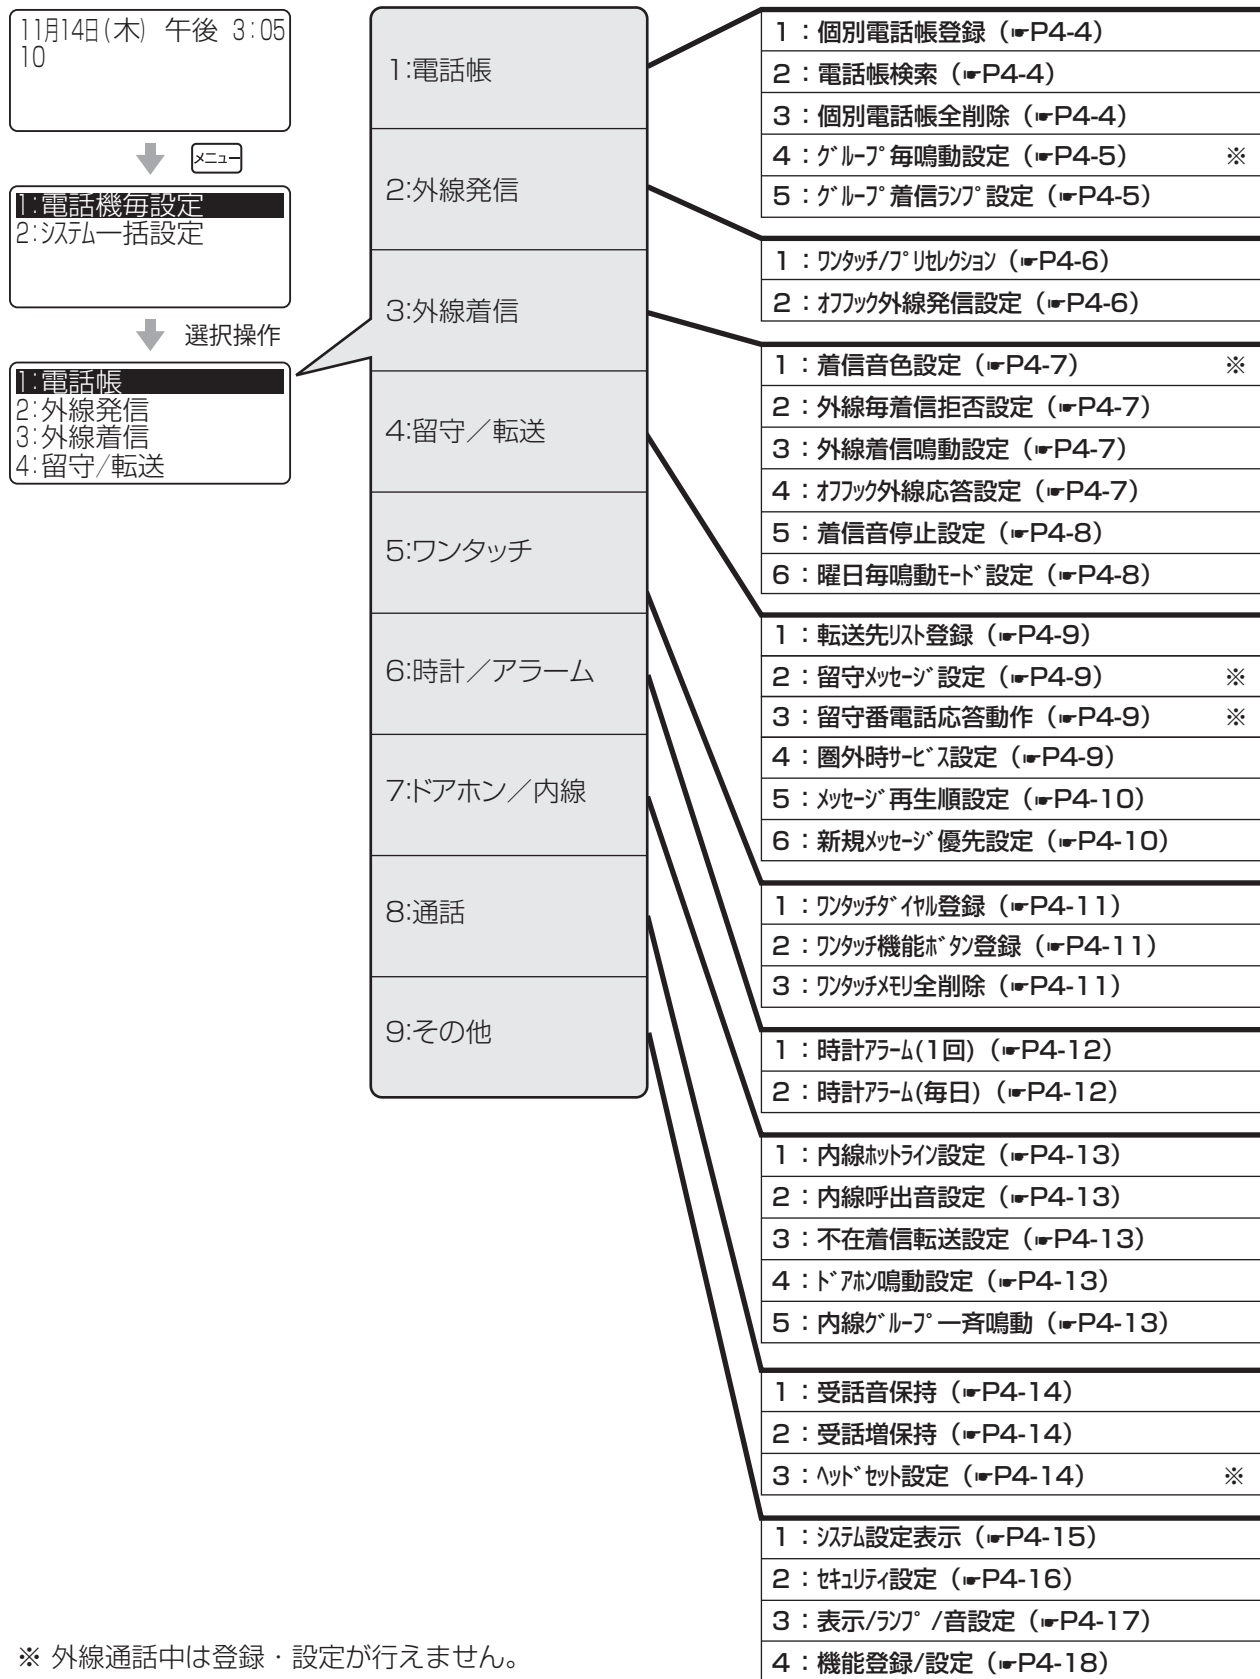 11月14日(木) 午後 3:05
10
メニュー
1:電話機毎設定
2:ｼｽﾃﾑ一括設定
選択操作
1:電話帳
2:外線発信
3:外線着信
4:留守/転送
1:電話帳
2:外線発信
3:外線着信
4:留守／転送
5:ワンタッチ
6:時計／アラーム
7:ドアホン／内線
8:通話
9:その他
1：個別電話帳登録（☛P4-4）
2：電話帳検索（☛P4-4）
3：個別電話帳全削除（☛P4-4）
4：ｸﾞﾙｰﾌﾟ毎鳴動設定（☛P4-5） ※
5：ｸﾞﾙｰﾌﾟ着信ﾗﾝﾌﾟ設定（☛P4-5）
1：ﾜﾝﾀｯﾁ/ﾌﾟﾘｾﾚｸｼｮﾝ（☛P4-6）
2：ｵﾌﾌｯｸ外線発信設定（☛P4-6）
1：着信音色設定（☛P4-7） ※
2：外線毎着信拒否設定（☛P4-7）
3：外線着信鳴動設定（☛P4-7）
4：ｵﾌﾌｯｸ外線応答設定（☛P4-7）
5：着信音停止設定（☛P4-8）
6：曜日毎鳴動ﾓｰﾄﾞ設定（☛P4-8）
1：転送先ﾘｽﾄ登録（☛P4-9）
2：留守ﾒｯｾｰｼﾞ設定（☛P4-9） ※
3：留守番電話応答動作（☛P4-9） ※
4：圏外時ｻｰﾋﾞｽ設定（☛P4-9）
5：ﾒｯｾｰｼﾞ再生順設定（☛P4-10）
6：新規ﾒｯｾｰｼﾞ優先設定（☛P4-10）
1：ﾜﾝﾀｯﾁﾀﾞｲﾔﾙ登録（☛P4-11）
2：ﾜﾝﾀｯﾁ機能ﾎﾞﾀﾝ登録（☛P4-11）
3：ﾜﾝﾀｯﾁﾒﾓﾘ全削除（☛P4-11）
1：時計ｱﾗｰﾑ(1回)（☛P4-12）
2：時計ｱﾗｰﾑ(毎日)（☛P4-12）
1：内線ﾎｯﾄﾗｲﾝ設定（☛P4-13）
2：内線呼出音設定（☛P4-13）
3：不在着信転送設定（☛P4-13）
4：ﾄﾞｱﾎﾝ鳴動設定（☛P4-13）
5：内線ｸﾞﾙｰﾌﾟ一斉鳴動（☛P4-13）
1：受話音保持（☛P4-14）
2：受話増保持（☛P4-14）
3：ﾍｯﾄﾞｾｯﾄ設定（☛P4-14） ※
1：ｼｽﾃﾑ設定表示（☛P4-15）
2：ｾｷｭﾘﾃｨ設定（☛P4-16）
3：表示/ﾗﾝﾌﾟ/音設定（☛P4-17）
4：機能登録/設定（☛P4-18）
※ 外線通話中は登録・設定が行えません。